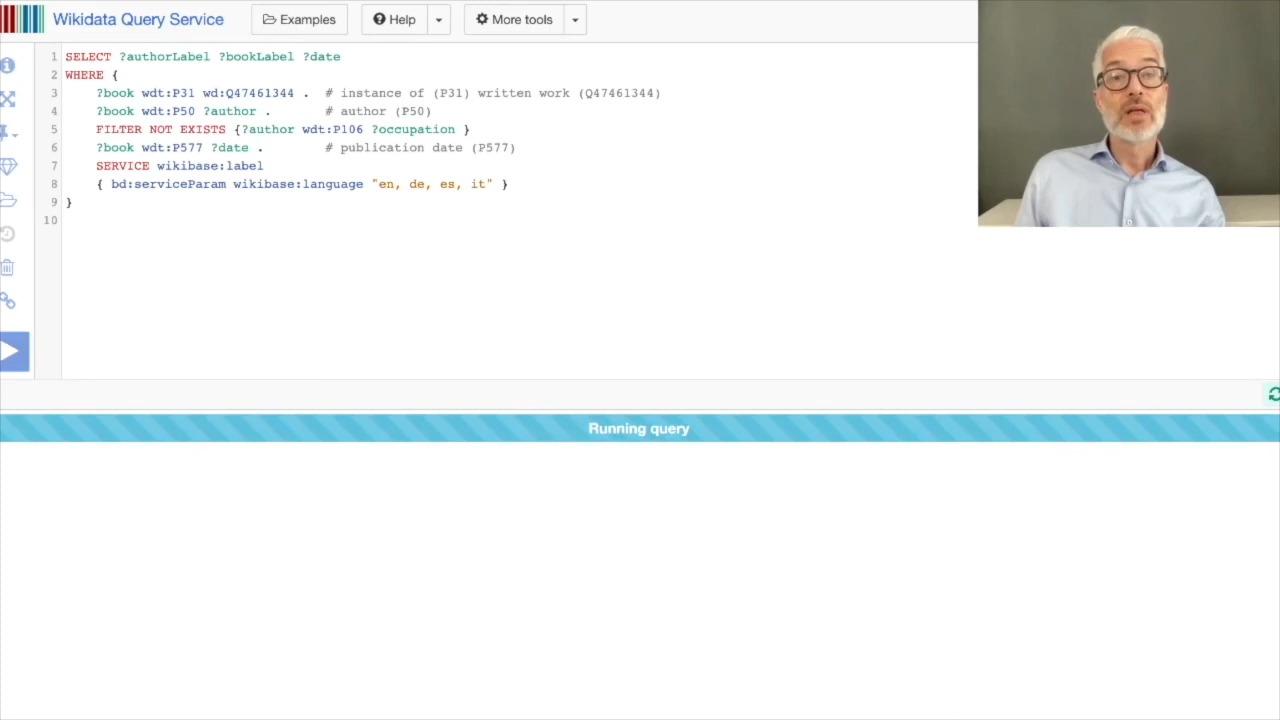 Wikidata Query Service Examples Help More tools
1 SELECT ?authorLabel ?bookLabel ?date
2 WHERE {
3 ?book wdt:P31 wd:Q47461344 . # instance of (P31) written work (Q47461344)
4 ?book wdt:P50 ?author . # author (P50)
5 FILTER NOT EXISTS {?author wdt:P106 ?occupation }
6 ?book wdt:P577 ?date . # publication date (P577)
7 SERVICE wikibase:label
8 { bd:serviceParam wikibase:language "en, de, es, it" }
9 }
10
Running query